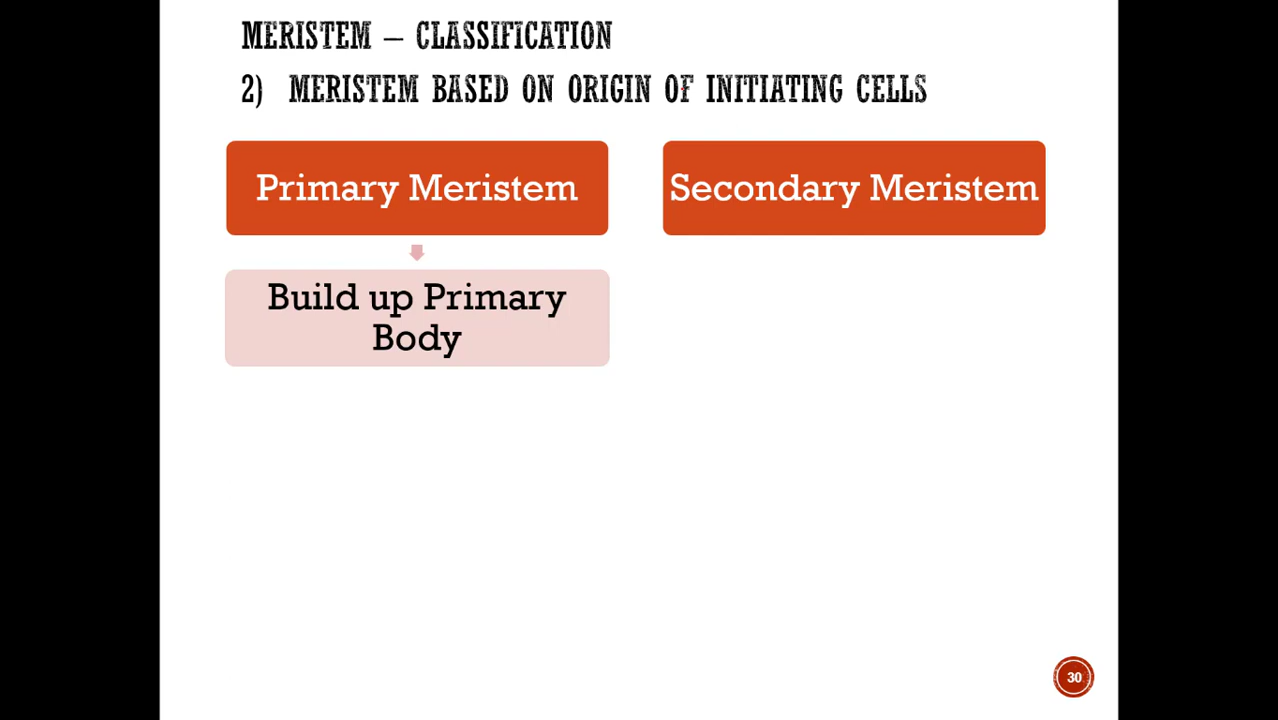 MERISTEM – CLASSIFICATION
2) MERISTEM BASED ON ORIGIN OF INITIATING CELLS
Primary Meristem
Secondary Meristem
Build up Primary
Body
30